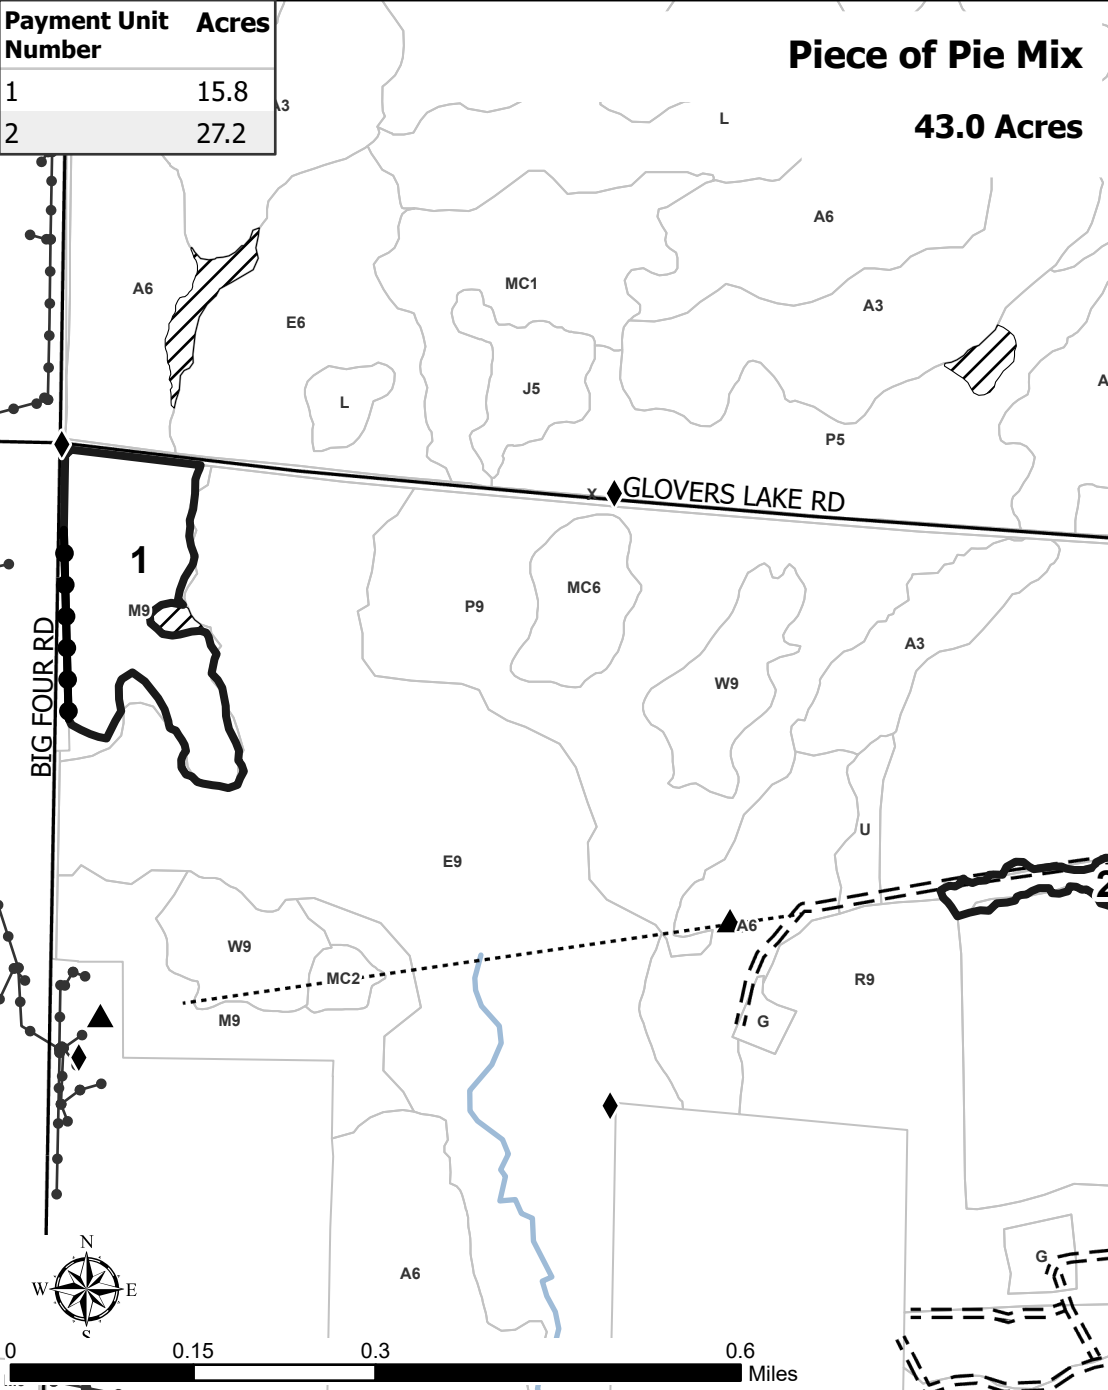 Payment Unit Acres
Number
1 15.8
2 27.2
Piece of Pie Mix
43.0 Acres
A3
L
A6
A6
MC1
A3
E6
J5
L
A
P5
X
GLOVERS LAKE RD
1
M9
P9
MC6
A3
W9
BIG FOUR RD
U
E9
2
W9
A6
MC2
R9
M9
G
N
W E
S
A6
G
0 0.15 0.3 0.6
Miles